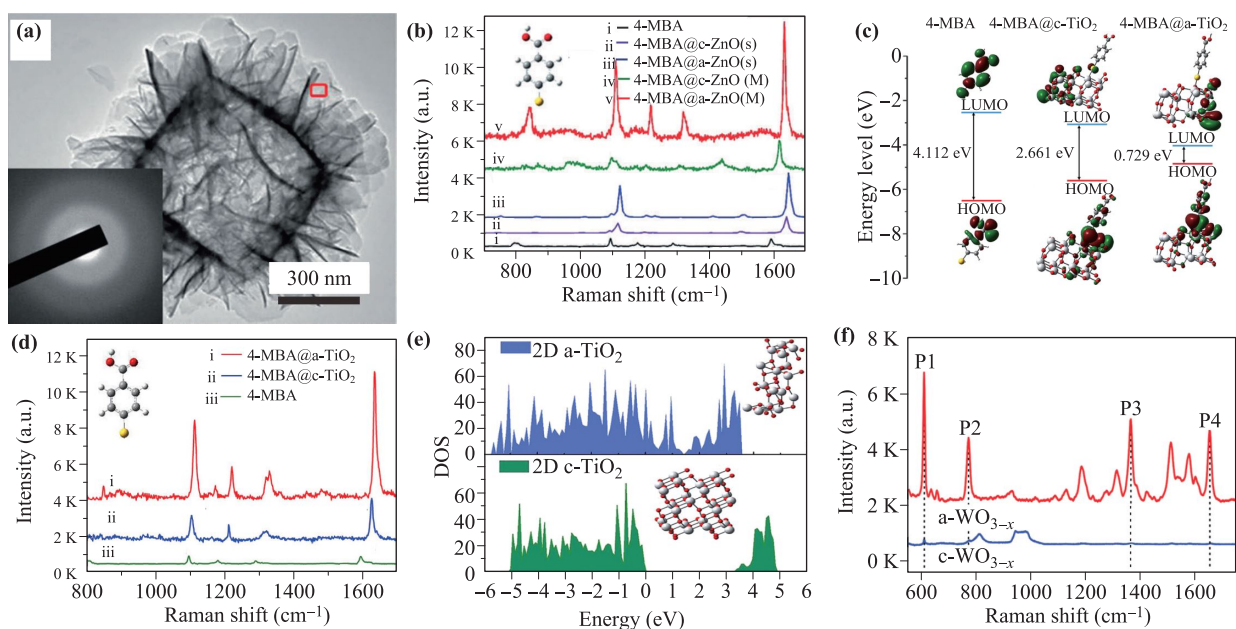 (a)
300 nm
(b)
Intensity (a.u.)
12 K
10 K
8 K
6 K
4 K
2 K
0 K
i 4-MBA
ii 4-MBA@c-ZnO(s)
iii 4-MBA@a-ZnO(s)
iv 4-MBA@c-ZnO (M)
v 4-MBA@a-ZnO(M)
v
iv
iii
ii
i
800 1000 1200 1400 1600
Raman shift (cm–1)
(c)
4-MBA 4-MBA@c-TiO2 4-MBA@a-TiO2
Energy level (eV)
0
−2
−4
−6
−8
−10
LUMO
4.112 eV
HOMO
LUMO
2.661 eV
HOMO
LUMO
0.729 eV
HOMO
(d)
Intensity (a.u.)
12 K
10 K
8 K
6 K
4 K
2 K
0 K
i 4-MBA@a-TiO2
ii 4-MBA@c-TiO2
iii 4-MBA
i
ii
iii
800 1000 1200 1400 1600
Raman shift (cm–1)
(e)
DOS
80
60
40
20
0
2D a-TiO2
80
60
40
20
0
2D c-TiO2
−6 −5 −4 −3 −2 −1 0 1 2 3 4 5 6
Energy (eV)
(f)
Intensity (a.u.)
8 K
6 K
4 K
2 K
0 K
P1
P2
P3
P4
a-WO3–x
c-WO3–x
600 800 1000 1200 1400 1600
Raman shift (cm–1)